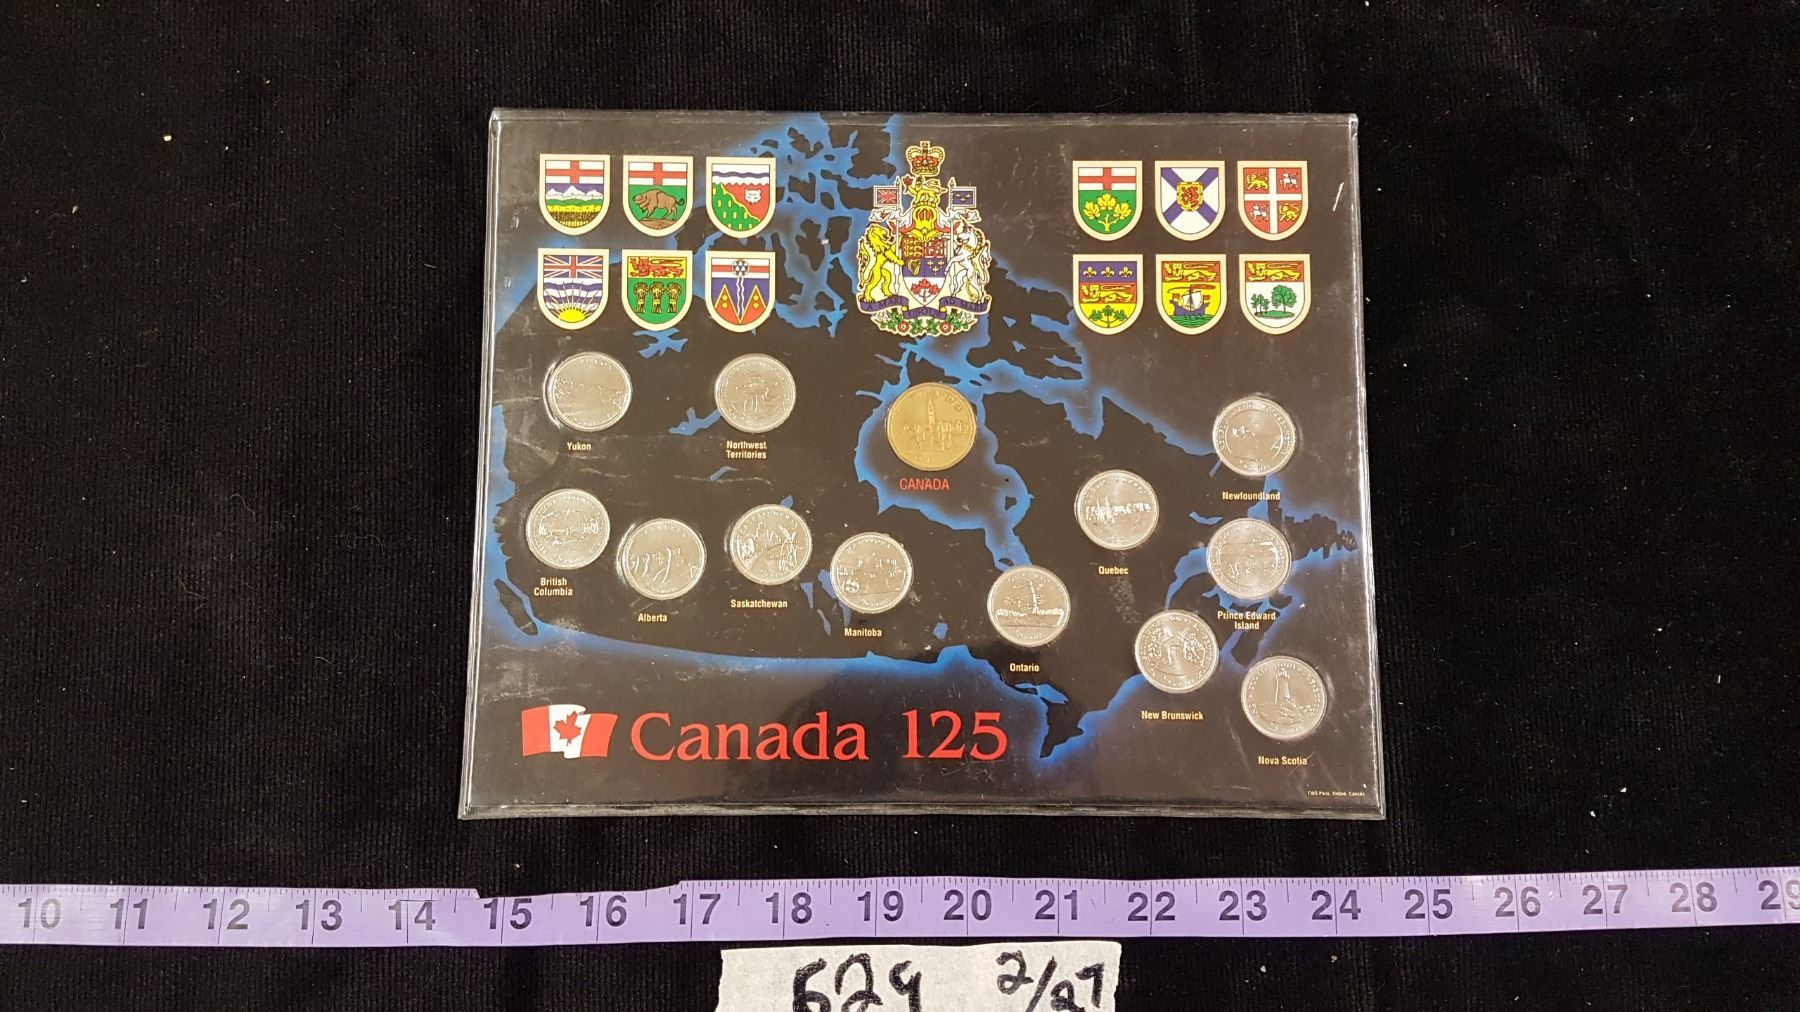 Yukon
Northwest
Territories
CANADA
Newfoundland
British
Columbia
Alberta
Saskatchewan
Manitoba
Ontario
Quebec
Prince Edward
Island
New Brunswick
Nova Scotia
Canada 125
10 11 12 13 14 15 16 17 18 19 20 21 22 23 24 25 26 27 28 29
629 2/27